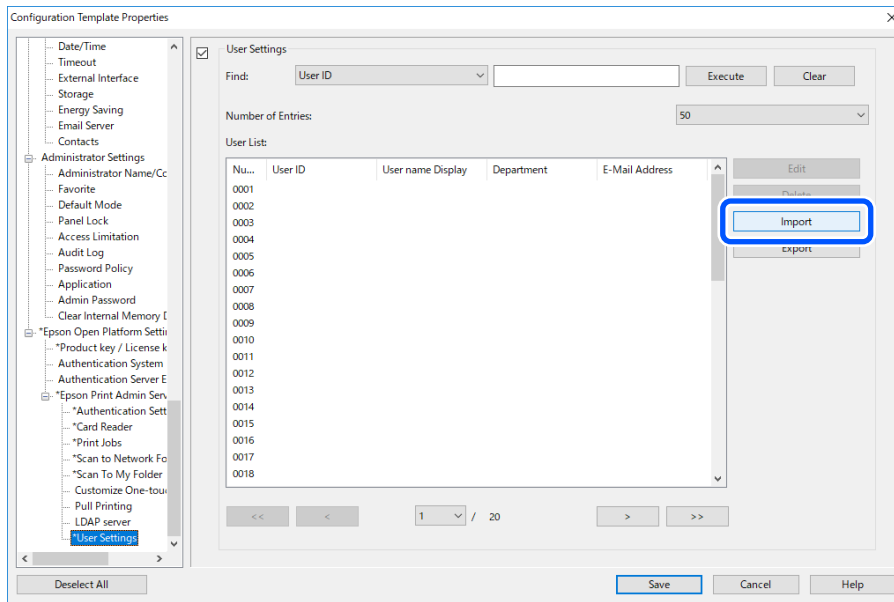 Configuration Template Properties
Date/Time
Timeout
External Interface
Storage
Energy Saving
Email Server
Contacts
Administrator Settings
Administrator Name/Co
Favorite
Default Mode
Panel Lock
Access Limitation
Audit Log
Password Policy
Application
Admin Password
Clear Internal Memory D
*Epson Open Platform Settin
*Product key / License k
Authentication System
Authentication Server E
*Epson Print Admin Serv
*Authentication Sett
*Card Reader
*Print Jobs
*Scan to Network Fo
*Scan To My Folder
Customize One-tou
Pull Printing
LDAP server
*User Settings
Deselect All
User Settings
Find: User ID Execute Clear
Number of Entries: 50
User List:
Nu... User ID User name Display Department E-Mail Address
0001
0002
0003
0004
0005
0006
0007
0008
0009
0010
0011
0012
0013
0014
0015
0016
0017
0018
Edit
Delete
Import
Export
<< < 1 / 20 > >>
Save Cancel Help